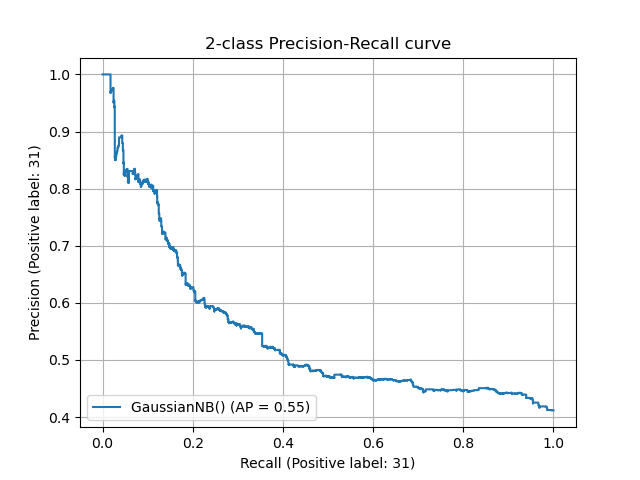 2-class Precision-Recall curve
1.0
0.9
0.8
0.7
0.6
0.5
0.4
Precision (Positive label: 31)
GaussianNB() (AP = 0.55)
0.0 0.2 0.4 0.6 0.8 1.0
Recall (Positive label: 31)